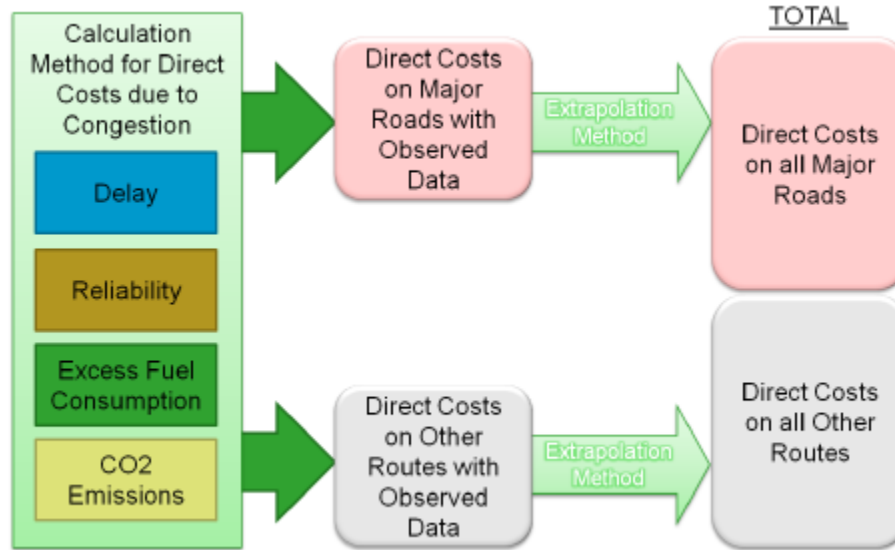 Calculation
Method for Direct
Costs due to
Congestion
Delay
Reliability
Excess Fuel
Consumption
CO2
Emissions
Direct Costs
on Major
Roads with
Observed
Data
Extrapolation
Method
TOTAL
Direct Costs
on all Major
Roads
Direct Costs
on Other
Routes with
Observed
Data
Extrapolation
Method
Direct Costs
on all Other
Routes